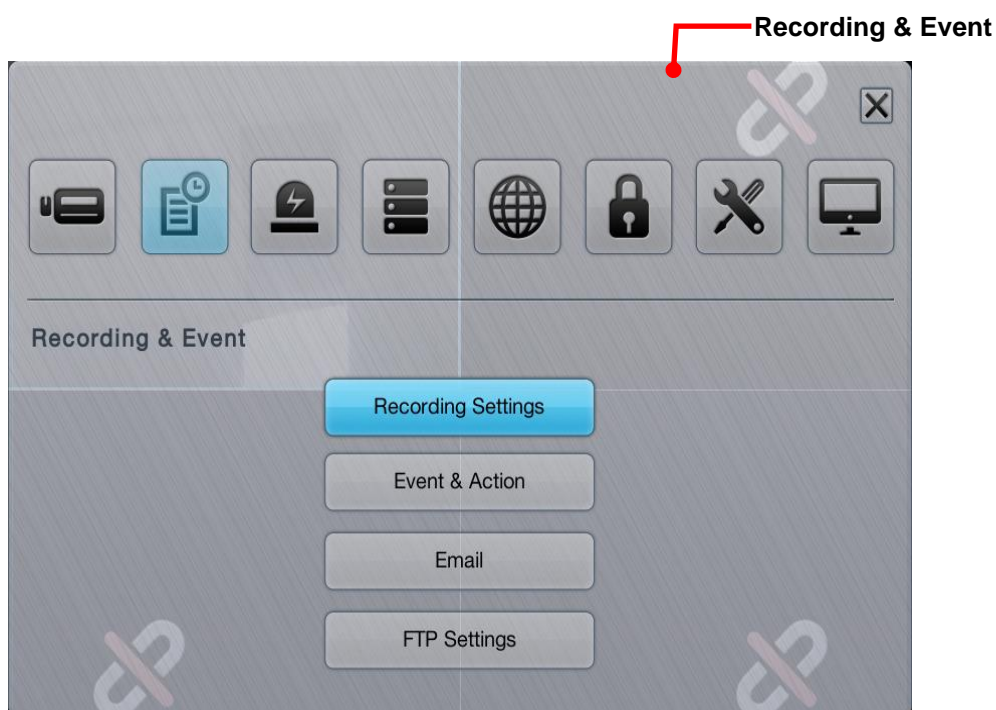 Recording & Event
Recording & Event
Recording Settings
Event & Action
Email
FTP Settings